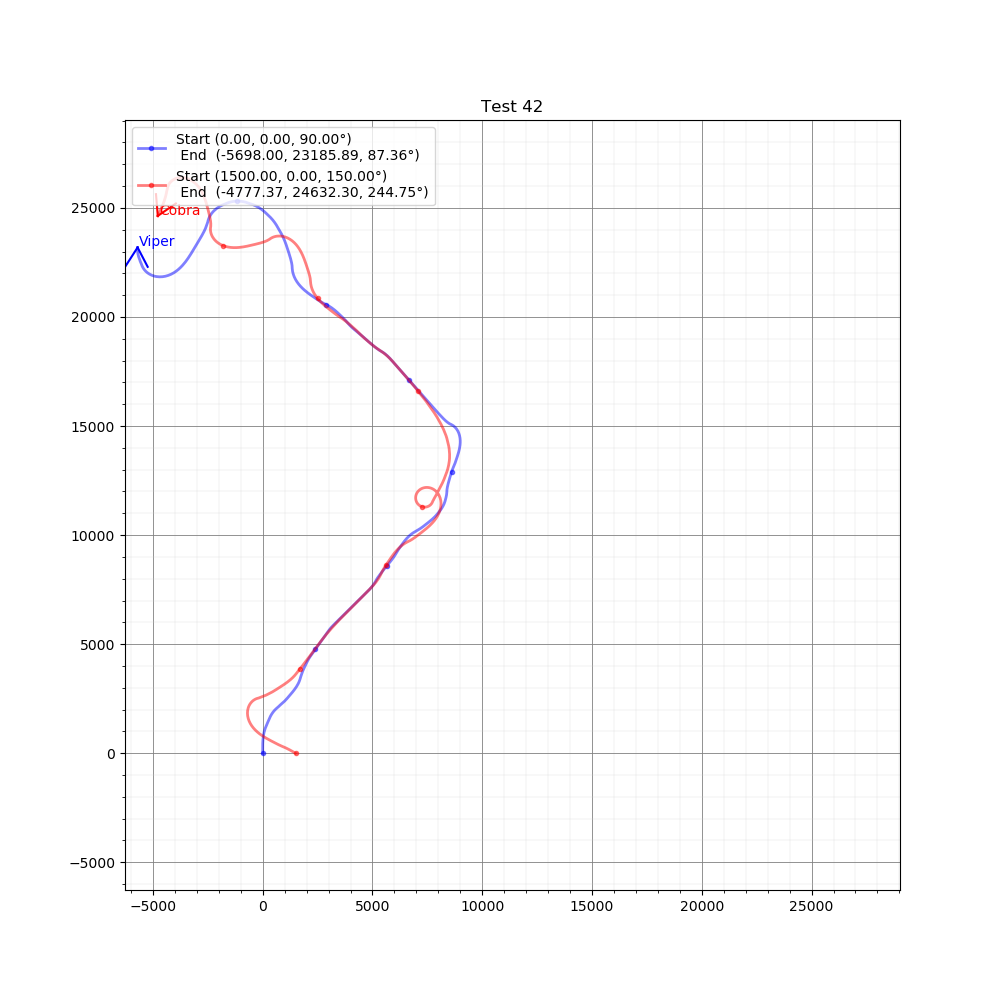 Test 42
Start (0.00, 0.00, 90.00°)
End  (-5698.00, 23185.89, 87.36°)
Start (1500.00, 0.00, 150.00°)
End  (-4777.37, 24632.30, 244.75°)
Cobra
Viper
25000
20000
15000
10000
5000
0
−5000
−5000 0 5000 10000 15000 20000 25000